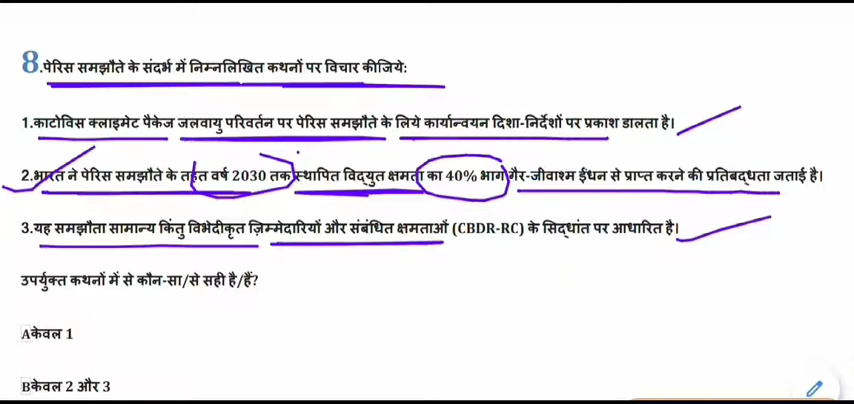 8.पेरिस समझौते के संदर्भ में निम्नलिखित कथनों पर विचार कीजिये:
1.काटोविस क्लाइमेट पैकेज जलवायु परिवर्तन पर पेरिस समझौते के लिये कार्यान्वयन दिशा-निर्देशों पर प्रकाश डालता है।
2.भारत ने पेरिस समझौते के तहत वर्ष 2030 तक स्थापित विद्युत क्षमता का 40% भाग गैर-जीवाश्म ईंधन से प्राप्त करने की प्रतिबद्धता जताई है।
3.यह समझौता सामान्य किंतु विभेदीकृत ज़िम्मेदारियों और संबंधित क्षमताओं (CBDR-RC) के सिद्धांत पर आधारित है।
उपर्युक्त कथनों में से कौन-सा/से सही है/हैं?
Aकेवल 1
Bकेवल 2 और 3